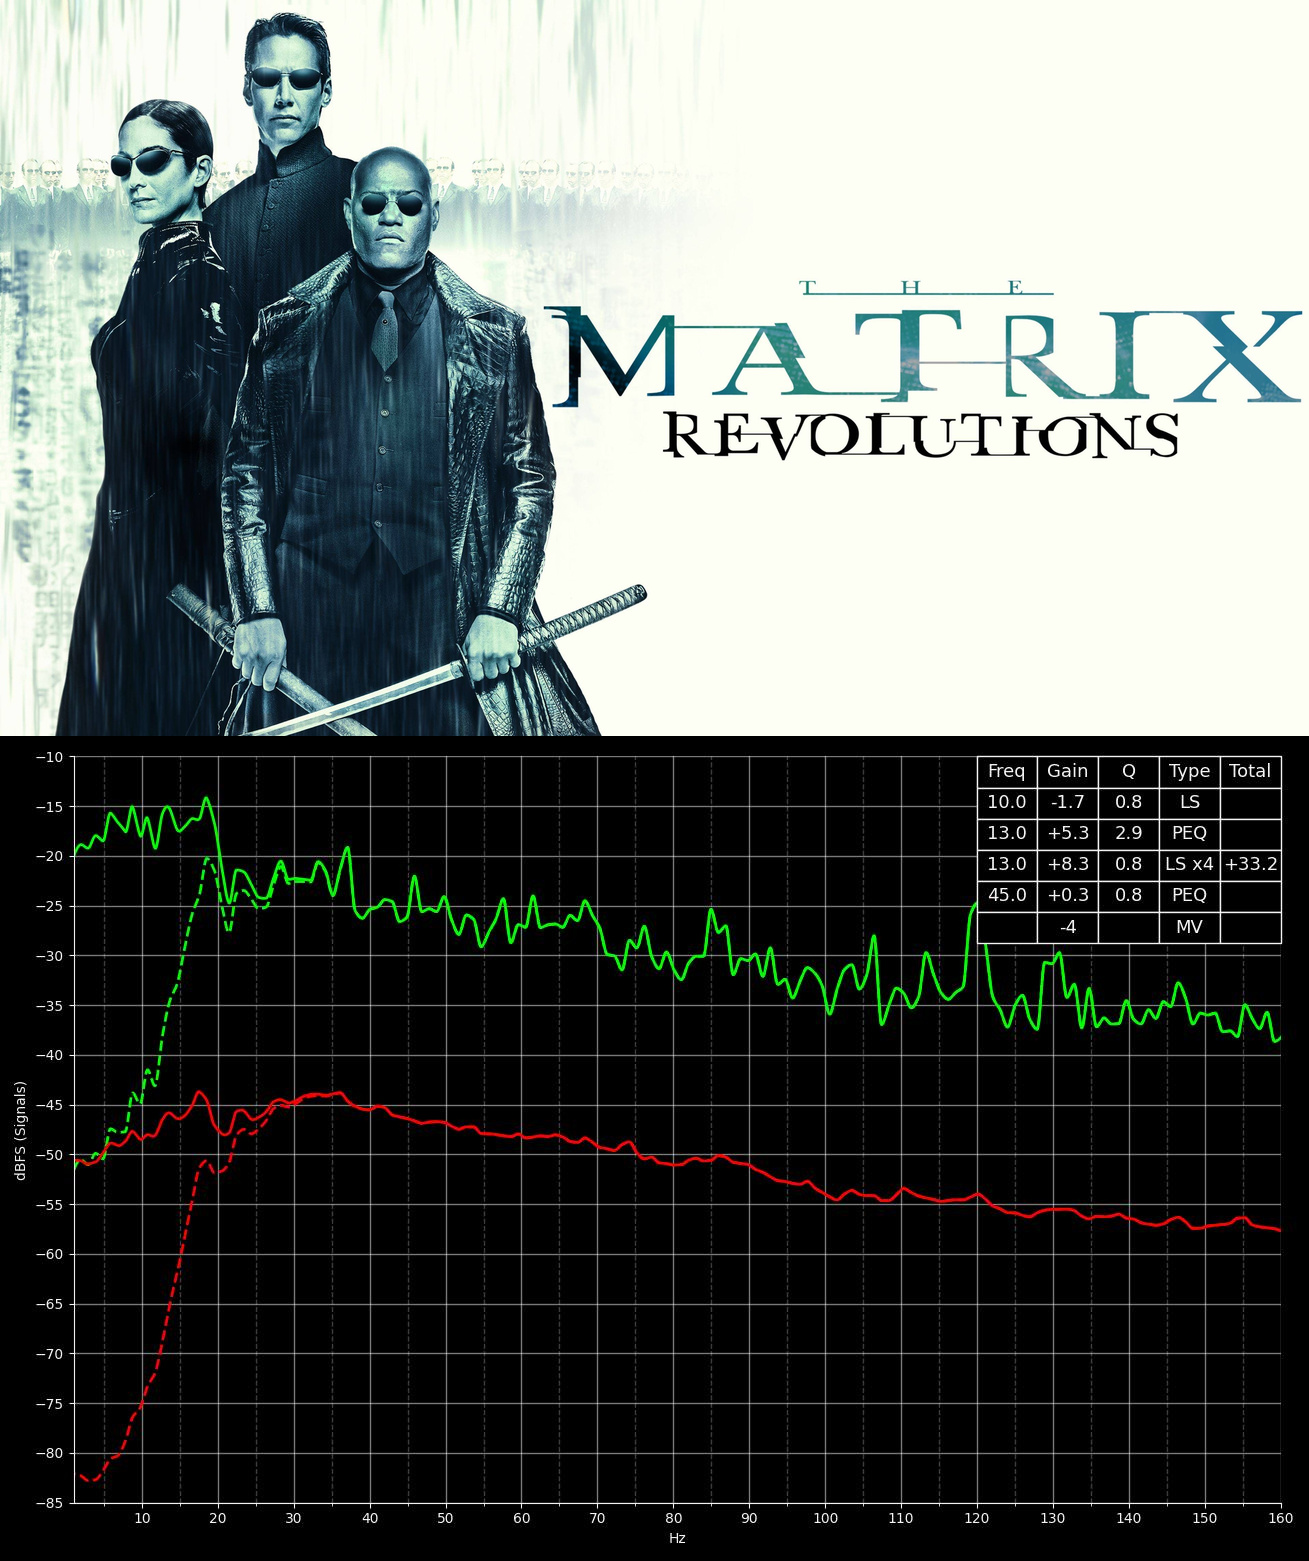 THE
MATRIX
REVOLUTIONS
Freq Gain Q Type Total
10.0 -1.7 0.8 LS
13.0 +5.3 2.9 PEQ
13.0 +8.3 0.8 LS x4 +33.2
45.0 +0.3 0.8 PEQ
-4 MV
−10
−15
−20
−25
−30
−35
−40
−45
−50
−55
−60
−65
−70
−75
−80
−85
dBFS (Signals)
10 20 30 40 50 60 70 80 90 100 110 120 130 140 150 160
Hz